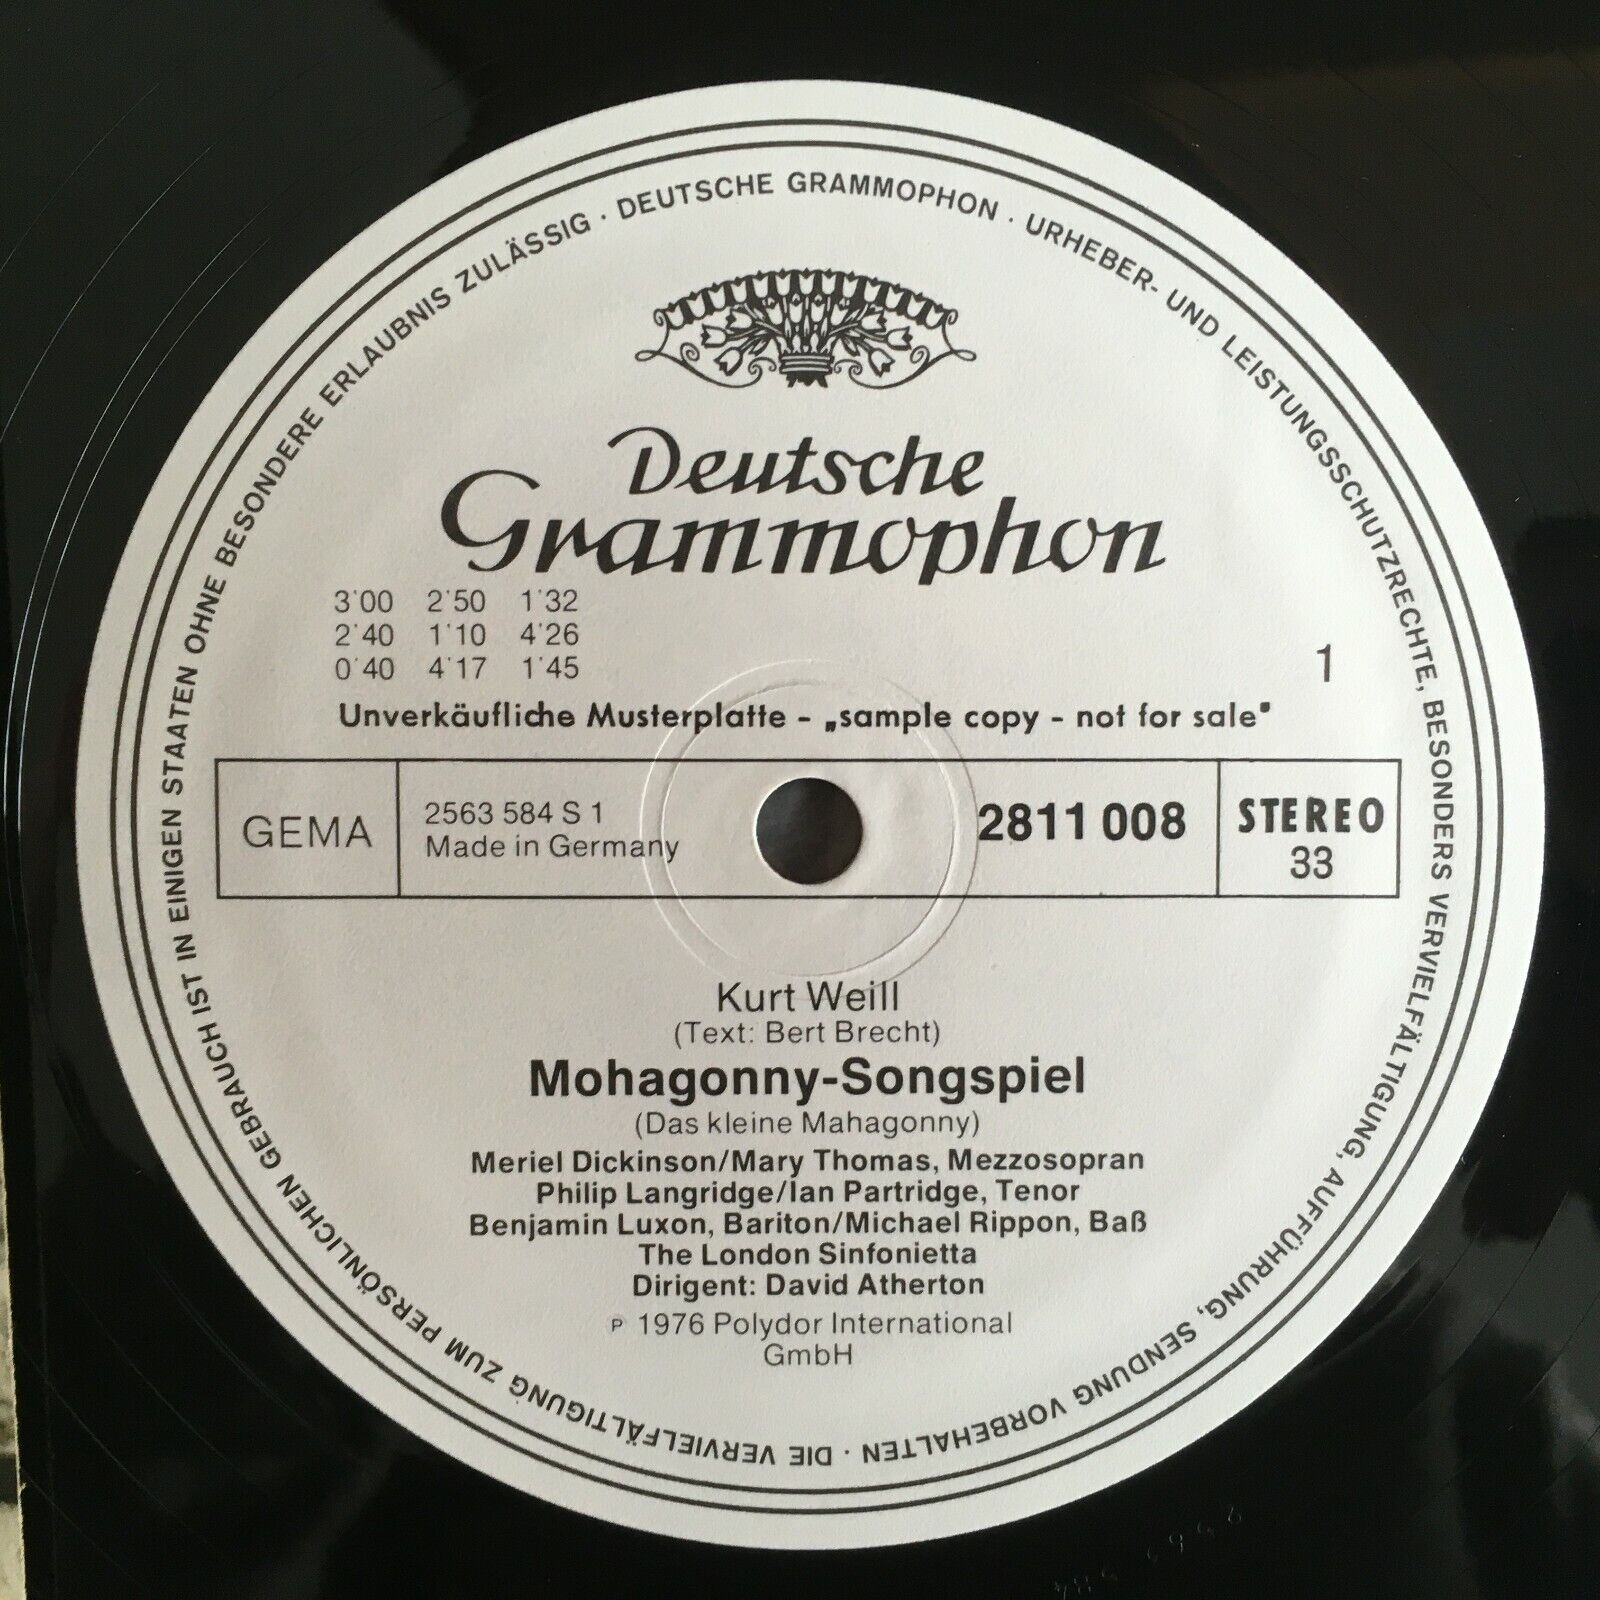 DEUTSCHE GRAMMOPHON · URHEBER- UND LEISTUNGSSCHUTZRECHTE, BESONDERS VERVIELFÄLTIGUNG, AUFFÜHRUNG, SENDUNG VORBEHALTEN · DIE VERVIELFÄLTIGUNG ZUM PERSÖNLICHEN GEBRAUCH IST IN EINIGEN STAATEN OHNE BESONDERE ERLAUBNIS ZULÄSSIG ·
Deutsche
Grammophon
3'00 2'50 1'32
2'40 1'10 4'26
0'40 4'17 1'45
1
Unverkäufliche Musterplatte - „sample copy - not for sale"
GEMA
2563 584 S 1
Made in Germany
2811 008
STEREO
33
Kurt Weill
(Text: Bert Brecht)
Mohagonny-Songspiel
(Das kleine Mahagonny)
Meriel Dickinson/Mary Thomas, Mezzosopran
Philip Langridge/Ian Partridge, Tenor
Benjamin Luxon, Bariton/Michael Rippon, Baß
The London Sinfonietta
Dirigent: David Atherton
℗ 1976 Polydor International
GmbH